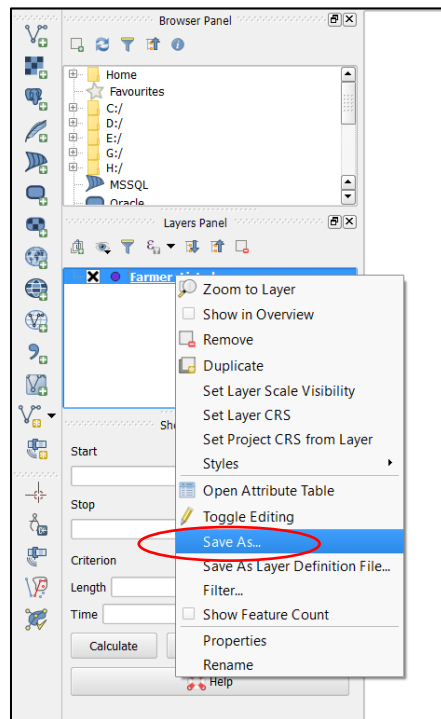 Browser Panel
Home
Favourites
C:/
D:/
E:/
G:/
H:/
MSSQL
Oracle
Layers Panel
Farmer
Zoom to Layer
Show in Overview
Remove
Duplicate
Set Layer Scale Visibility
Set Layer CRS
Set Project CRS from Layer
Styles
Open Attribute Table
Toggle Editing
Save As...
Save As Layer Definition File...
Filter...
Show Feature Count
Properties
Rename
Start
Stop
Criterion
Length
Time
Calculate
Help